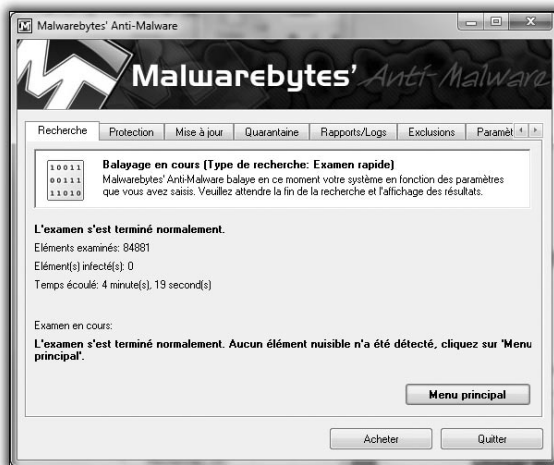 Malwarebytes' Anti-Malware
Malwarebytes' Anti-Malware
Recherche Protection Mise à jour Quarantaine Rapports/Logs Exclusions Paramèt
10011
00111
11010
Balayage en cours (Type de recherche: Examen rapide)
Malwarebytes' Anti-Malware balaye en ce moment votre système en fonction des paramètres
que vous avez saisis. Veuillez attendre la fin de la recherche et l'affichage des résultats.
L'examen s'est terminé normalement.
Eléments examinés: 84881
Elément(s) infecté(s): 0
Temps écoulé: 4 minute(s), 19 second(s)
Examen en cours:
L'examen s'est terminé normalement. Aucun élément nuisible n'a été détecté, cliquez sur 'Menu
principal'.
Menu principal
Acheter Quitter